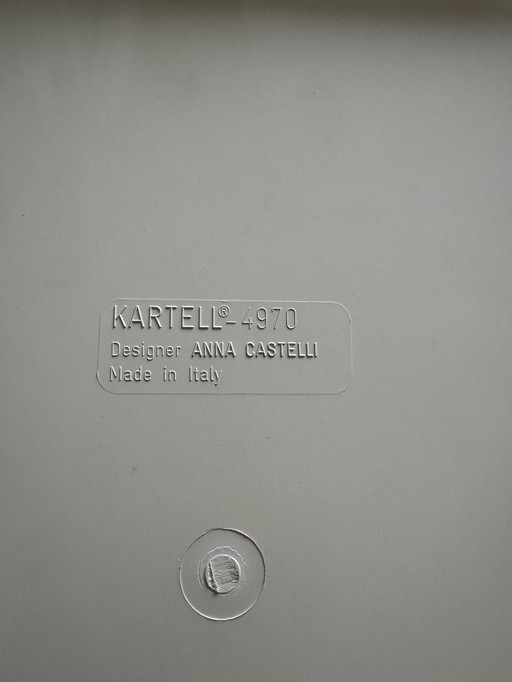 KARTELL®-4970
Designer ANNA CASTELLI
Made in Italy